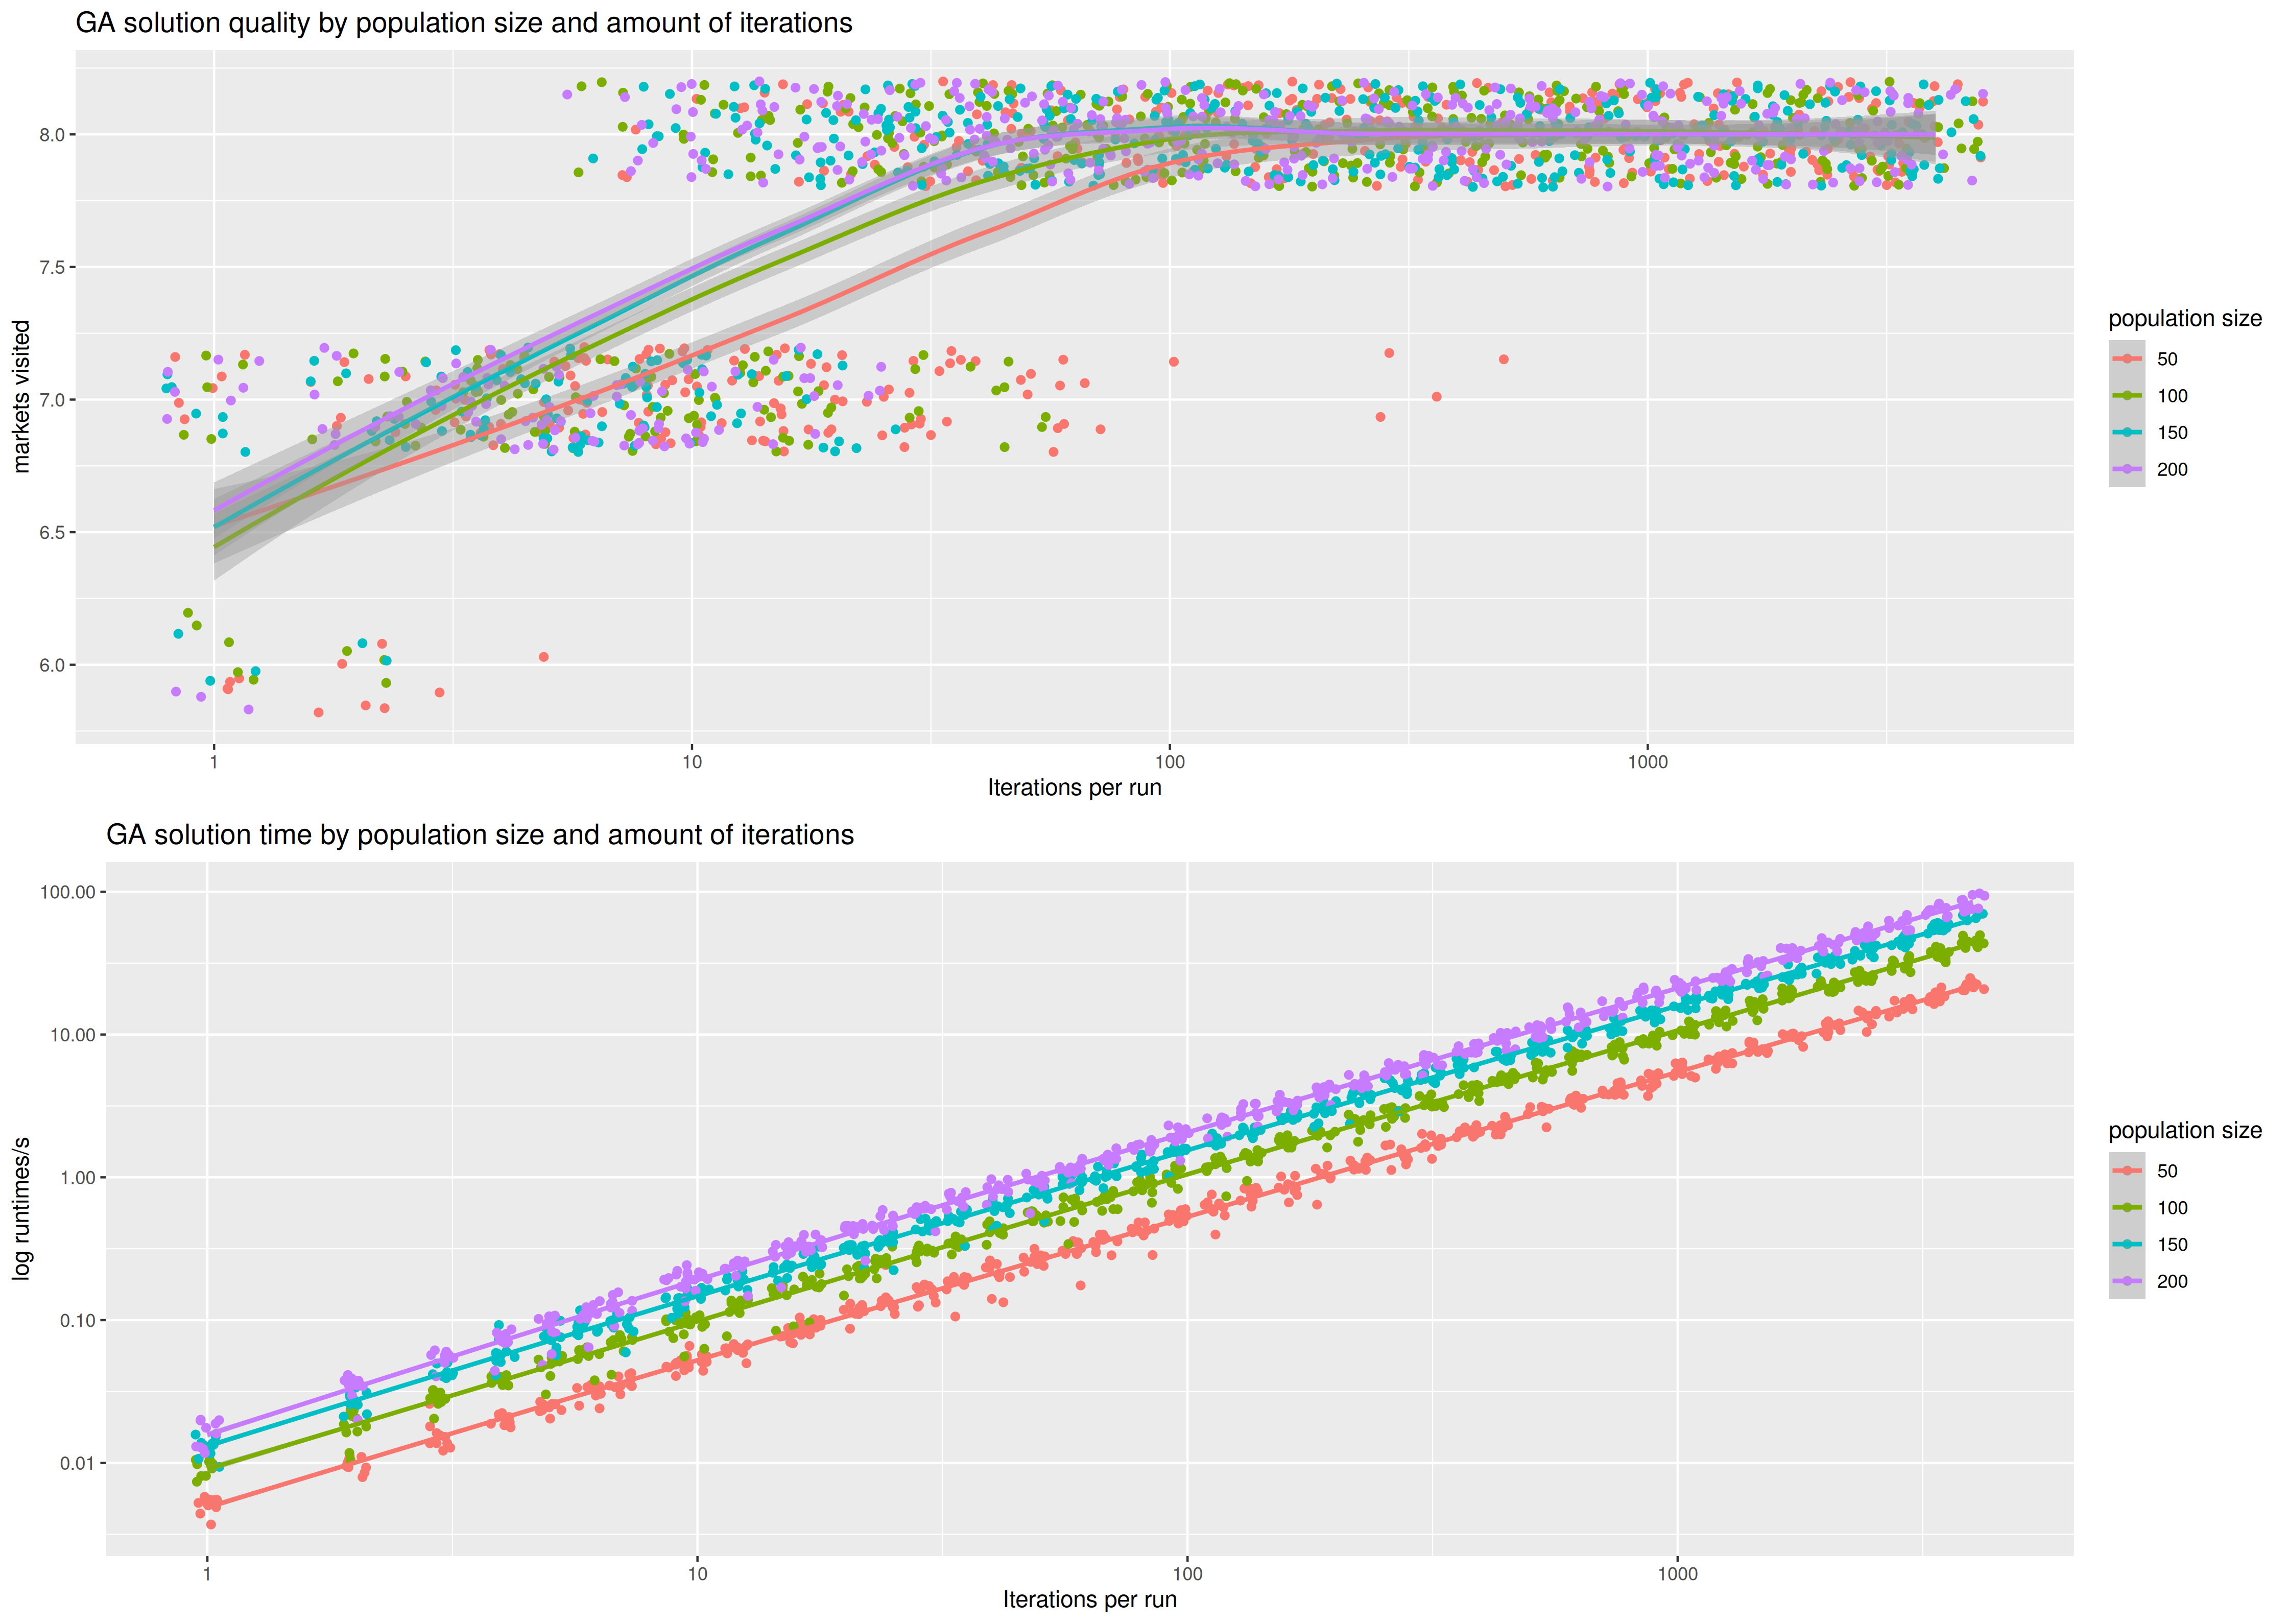 GA solution quality by population size and amount of iterations
8.0
7.5
7.0
6.5
6.0
markets visited
1 10 100 1000
Iterations per run
population size
50
100
150
200
GA solution time by population size and amount of iterations
100.00
10.00
1.00
0.10
0.01
log runtimes/s
1 10 100 1000
Iterations per run
population size
50
100
150
200